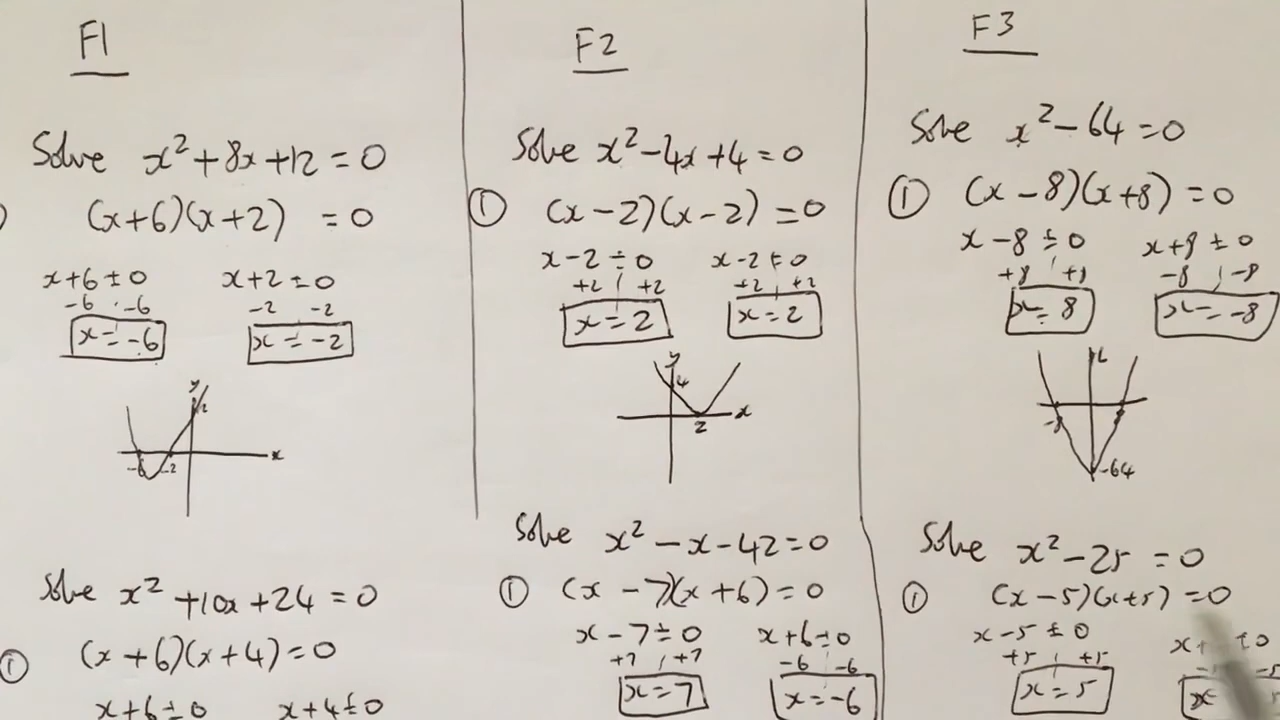 F1
Solve x² + 8x + 12 = 0
(x + 6)(x + 2) = 0
x + 6 = 0 x + 2 = 0
-6 -6 -2 -2
x = -6 x = -2
y
12
-6 -2 x
Solve x² + 10x + 24 = 0
① (x + 6)(x + 4) = 0
x + 6 = 0 x + 4 = 0
F2
Solve x² - 4x + 4 = 0
① (x - 2)(x - 2) = 0
x - 2 = 0 x - 2 = 0
+2 +2 +2 +2
x = 2 x = 2
y
4
x
2
Solve x² - x - 42 = 0
① (x - 7)(x + 6) = 0
x - 7 = 0 x + 6 = 0
+7 +7 -6 -6
x = 7 x = -6
F3
Solve x² - 64 = 0
① (x - 8)(x + 8) = 0
x - 8 = 0 x + 8 = 0
+8 +8 -8 -8
x = 8 x = -8
-8 8
-64
Solve x² - 25 = 0
① (x - 5)(x + 5) = 0
x - 5 = 0 x + = 0
+5 +5 -5
x = 5 x